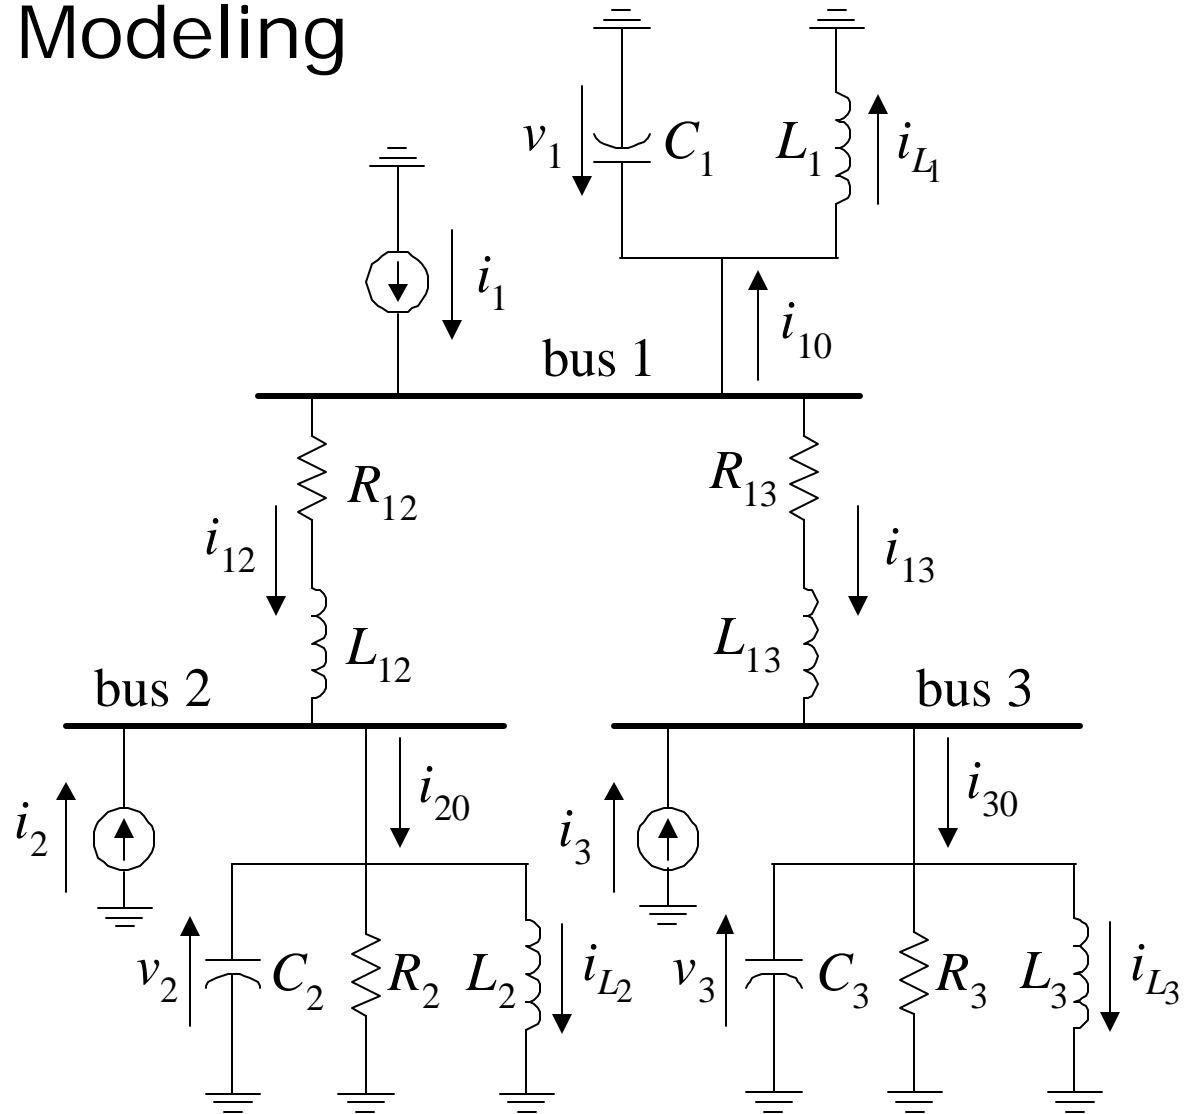 Modeling
v1
C1
L1
iL1
i1
i10
bus 1
R12
R13
i12
i13
L12
L13
bus 2
bus 3
i2
i20
i3
i30
v2
C2
R2
L2
iL2
v3
C3
R3
L3
iL3